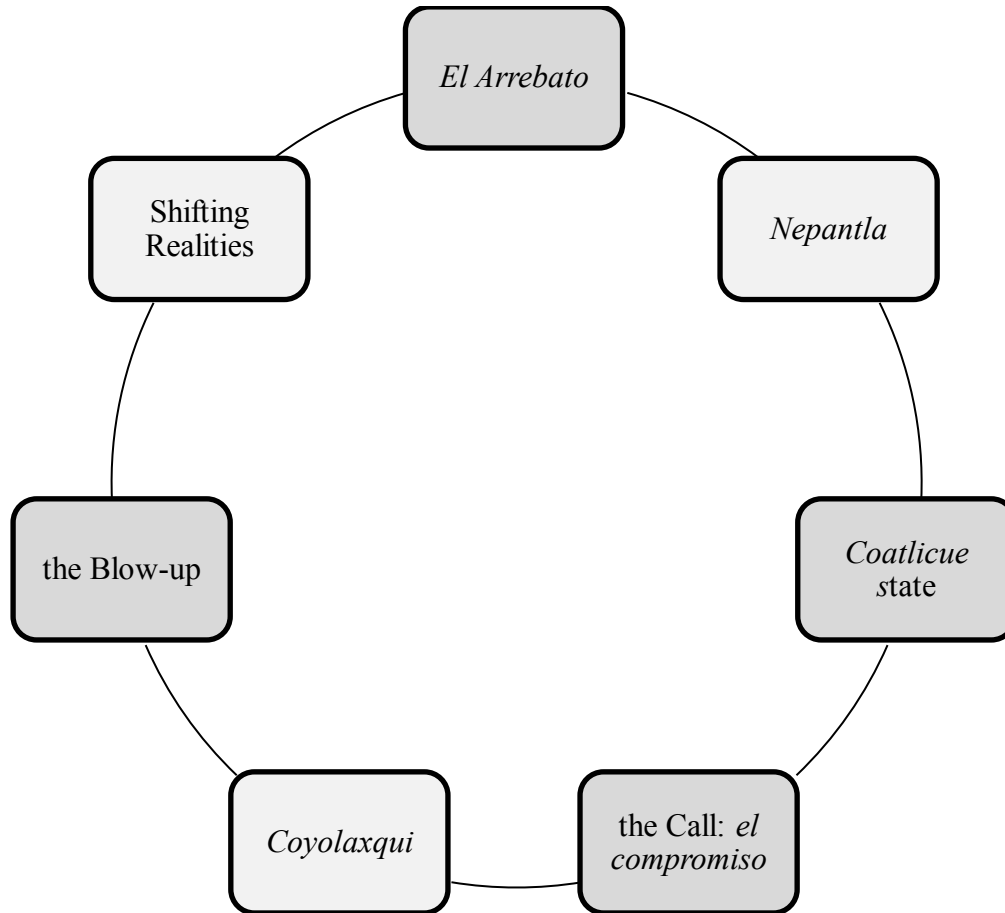 El Arrebato
Nepantla
Coatlicue
state
the Call: el
compromiso
Coyolaxqui
the Blow-up
Shifting
Realities